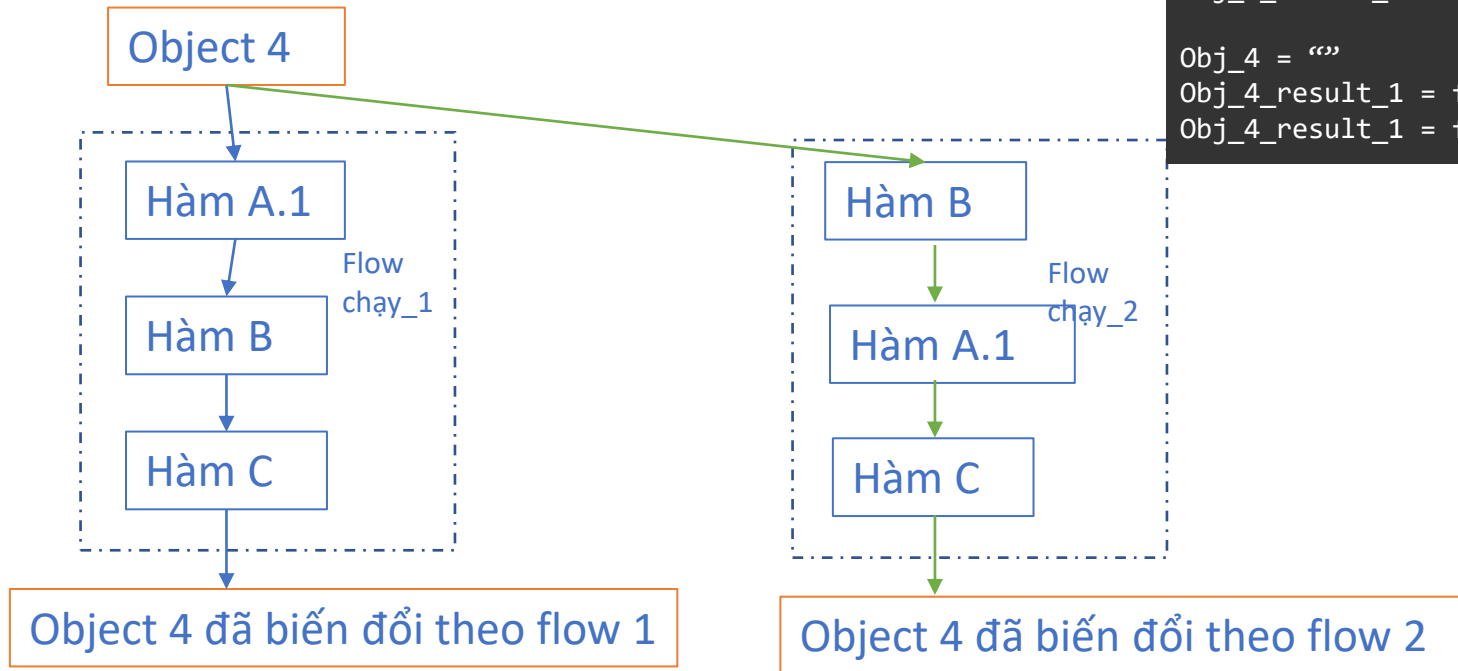 Object 4
Obj_4 = “”
Obj_4_result_1 =
Obj_4_result_1 =
Hàm A.1
Flow
chạy_1
Hàm B
Hàm C
Object 4 đã biến đổi theo flow 1
Hàm B
Flow
chạy_2
Hàm A.1
Hàm C
Object 4 đã biến đổi theo flow 2